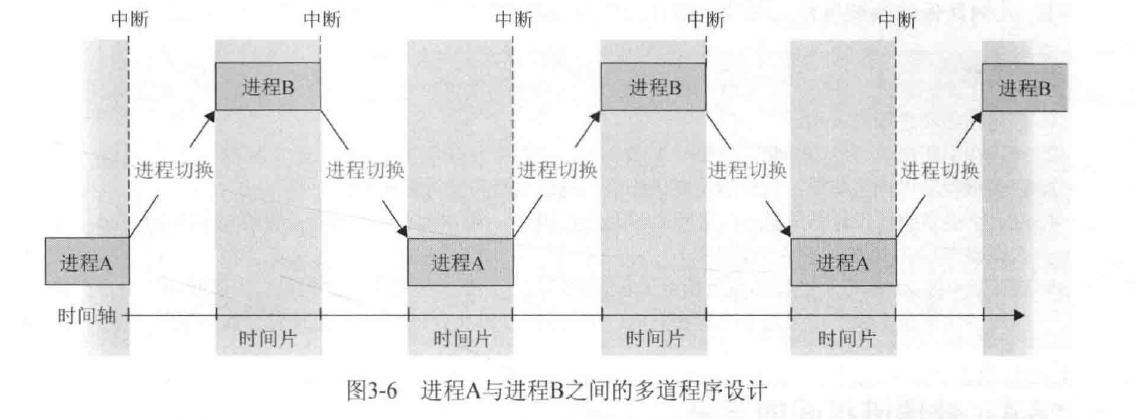 中断 中断 中断 中断 中断
进程B 进程B 进程B
进程切换 进程切换 进程切换 进程切换 进程切换
进程A 进程A 进程A
时间轴
时间片 时间片 时间片 时间片
图3-6 进程A与进程B之间的多道程序设计